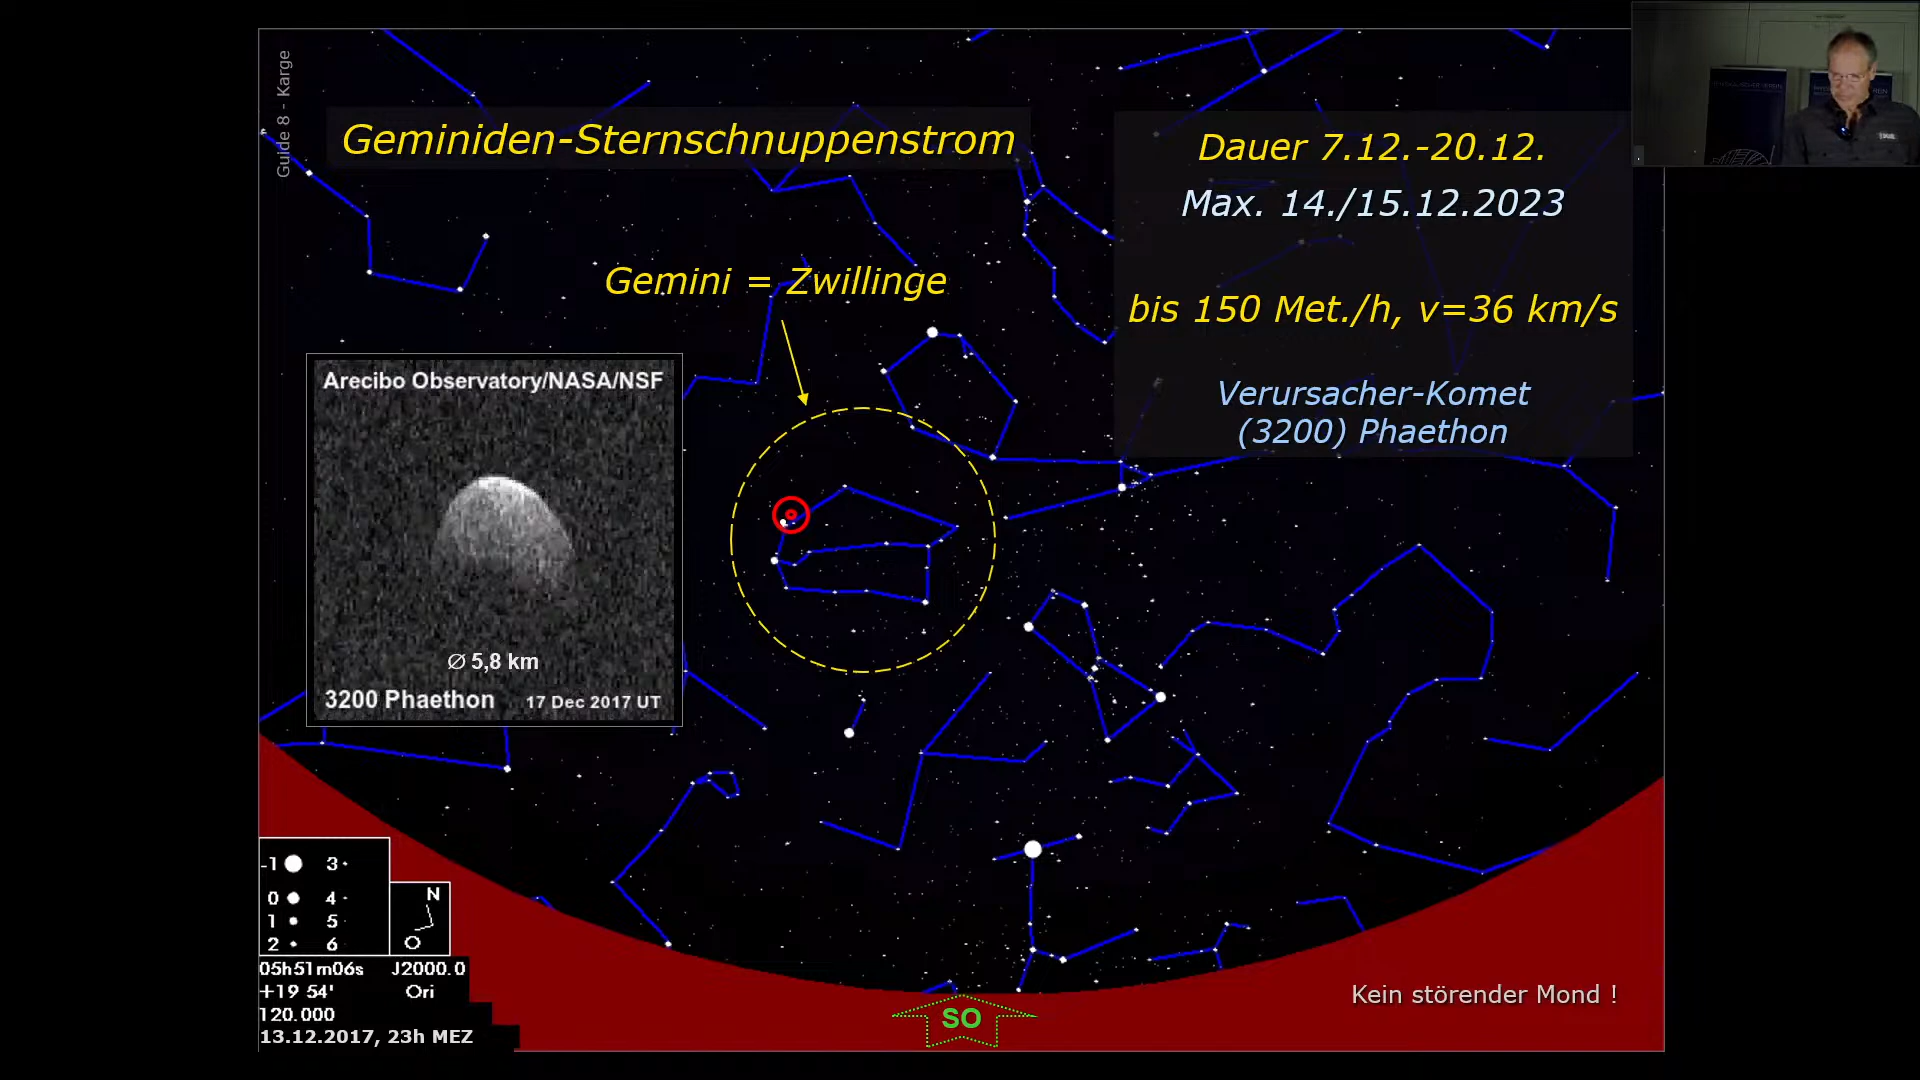 Guide 8 - Karge
Geminiden-Sternschnuppenstrom
Dauer 7.12.-20.12.
Max. 14./15.12.2023
Gemini = Zwillinge
bis 150 Met./h, v=36 km/s
Verursacher-Komet
(3200) Phaethon
Arecibo Observatory/NASA/NSF
∅ 5,8 km
3200 Phaethon 17 Dec 2017 UT
-1 3
0 4
1 5
2 6
N
O
05h51m06s J2000.0
+19 54' Ori
120.000
13.12.2017, 23h MEZ
SO
Kein störender Mond !